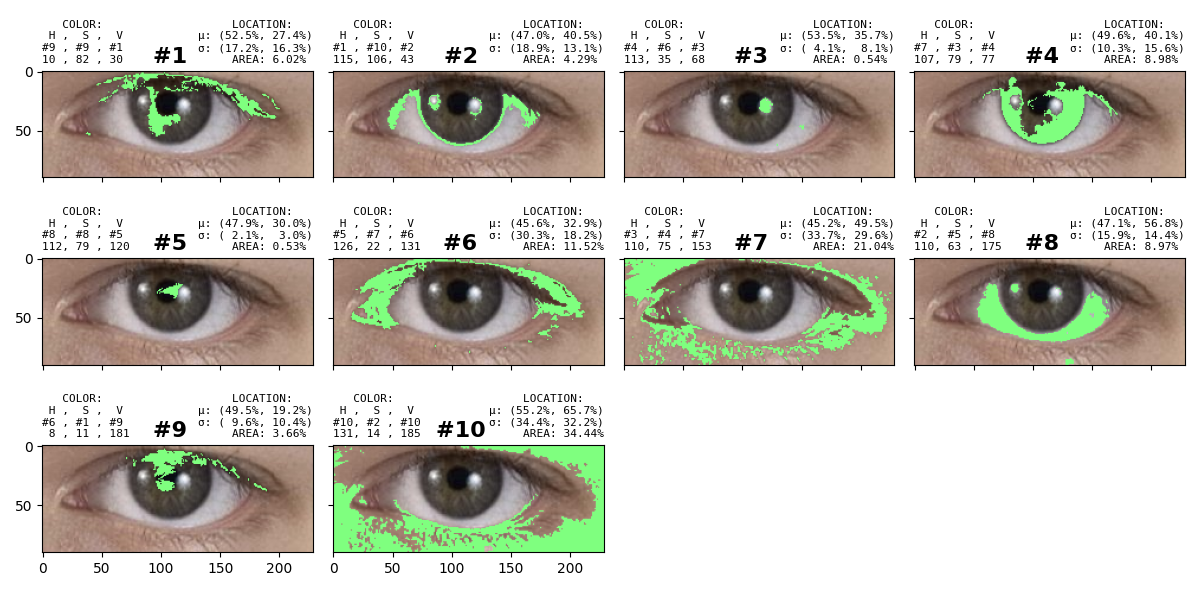 COLOR: LOCATION:
H , S , V μ: (52.5%, 27.4%)
#9 , #9 , #1 #1 σ: (17.2%, 16.3%)
10 , 82 , 30 AREA: 6.02%
COLOR: LOCATION:
H , S , V μ: (47.0%, 40.5%)
#1 , #10, #2 #2 σ: (18.9%, 13.1%)
115, 106, 43 AREA: 4.29%
COLOR: LOCATION:
H , S , V μ: (53.5%, 35.7%)
#4 , #6 , #3 #3 σ: ( 4.1%, 8.1%)
113, 35 , 68 AREA: 0.54%
COLOR: LOCATION:
H , S , V μ: (49.6%, 40.1%)
#7 , #3 , #4 #4 σ: (10.3%, 15.6%)
107, 79 , 77 AREA: 8.98%
0
50
COLOR: LOCATION:
H , S , V μ: (47.9%, 30.0%)
#8 , #8 , #5 #5 σ: ( 2.1%, 3.0%)
112, 79 , 120 AREA: 0.53%
COLOR: LOCATION:
H , S , V μ: (45.6%, 32.9%)
#5 , #7 , #6 #6 σ: (30.3%, 18.2%)
126, 22 , 131 AREA: 11.52%
COLOR: LOCATION:
H , S , V μ: (45.2%, 49.5%)
#3 , #4 , #7 #7 σ: (33.7%, 29.6%)
110, 75 , 153 AREA: 21.04%
COLOR: LOCATION:
H , S , V μ: (47.1%, 56.8%)
#2 , #5 , #8 #8 σ: (15.9%, 14.4%)
110, 63 , 175 AREA: 8.97%
0
50
COLOR: LOCATION:
H , S , V μ: (49.5%, 19.2%)
#6 , #1 , #9 #9 σ: ( 9.6%, 10.4%)
8 , 11 , 181 AREA: 3.66%
COLOR: LOCATION:
H , S , V μ: (55.2%, 65.7%)
#10, #2 , #10 #10 σ: (34.4%, 32.2%)
131, 14 , 185 AREA: 34.44%
0
50
0 50 100 150 200
0 50 100 150 200